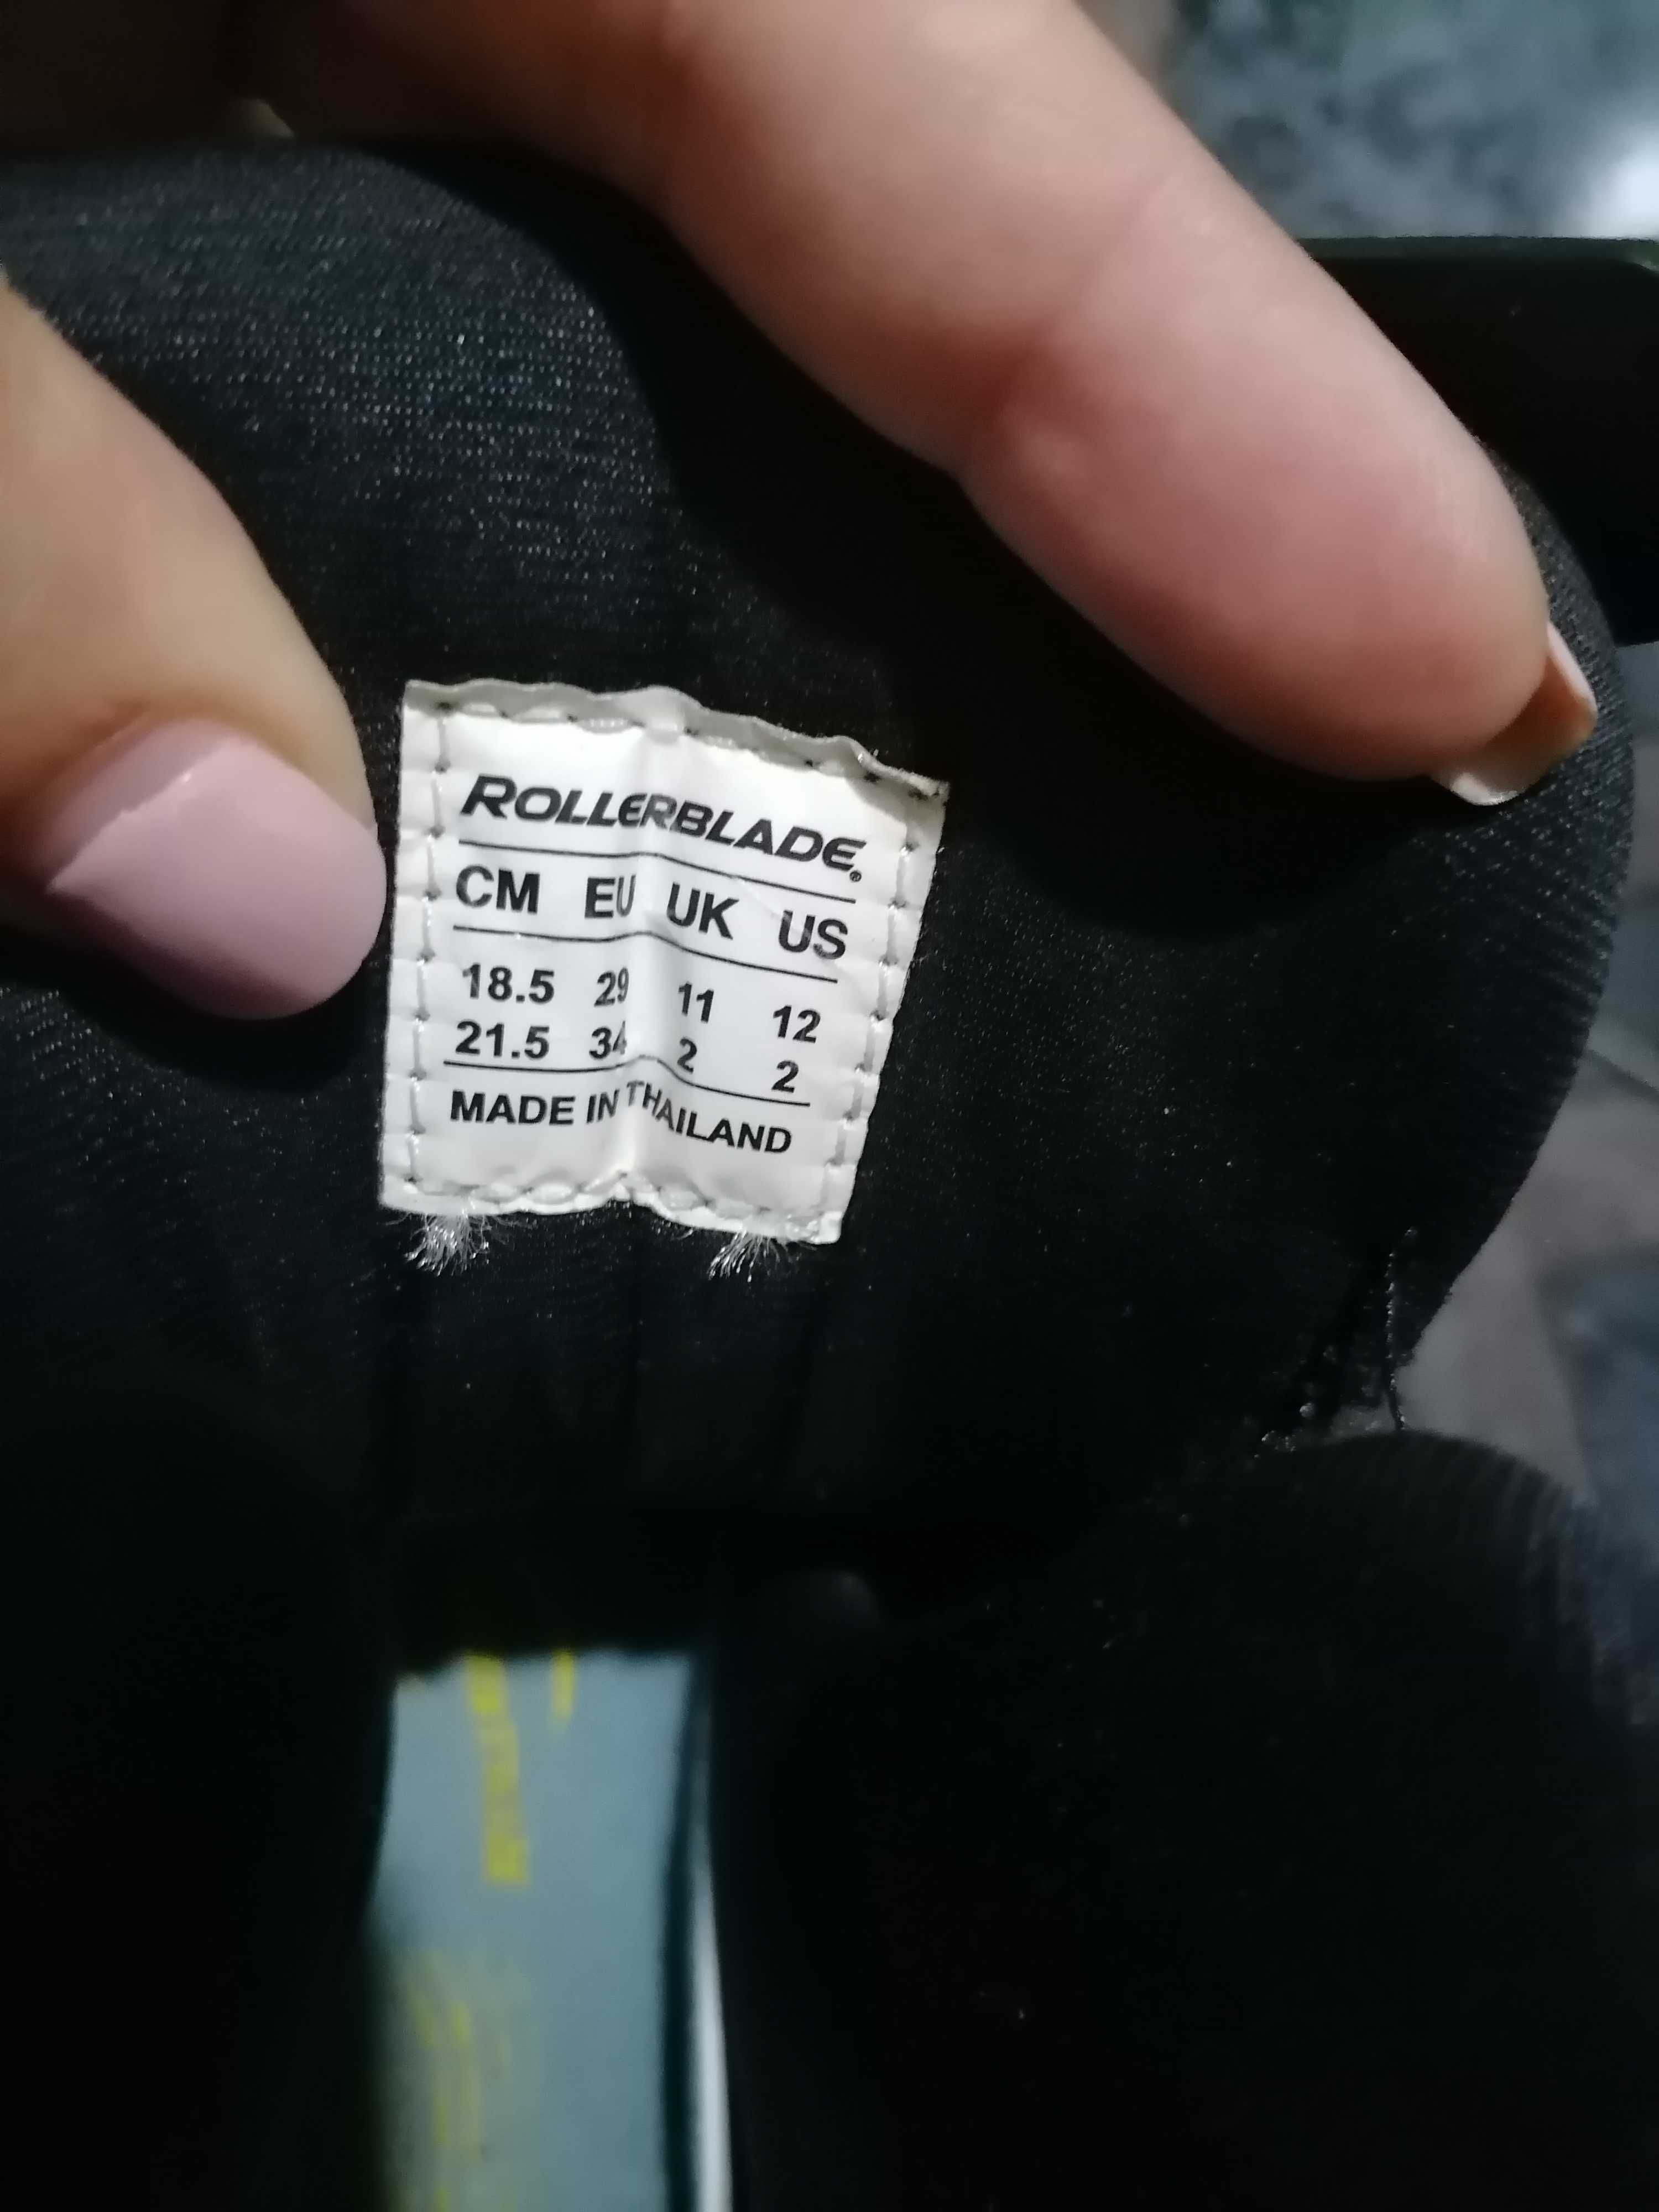 ROLLERBLADE®
CM EU UK US
18.5 29 11 12
21.5 34 2 2
MADE IN THAILAND